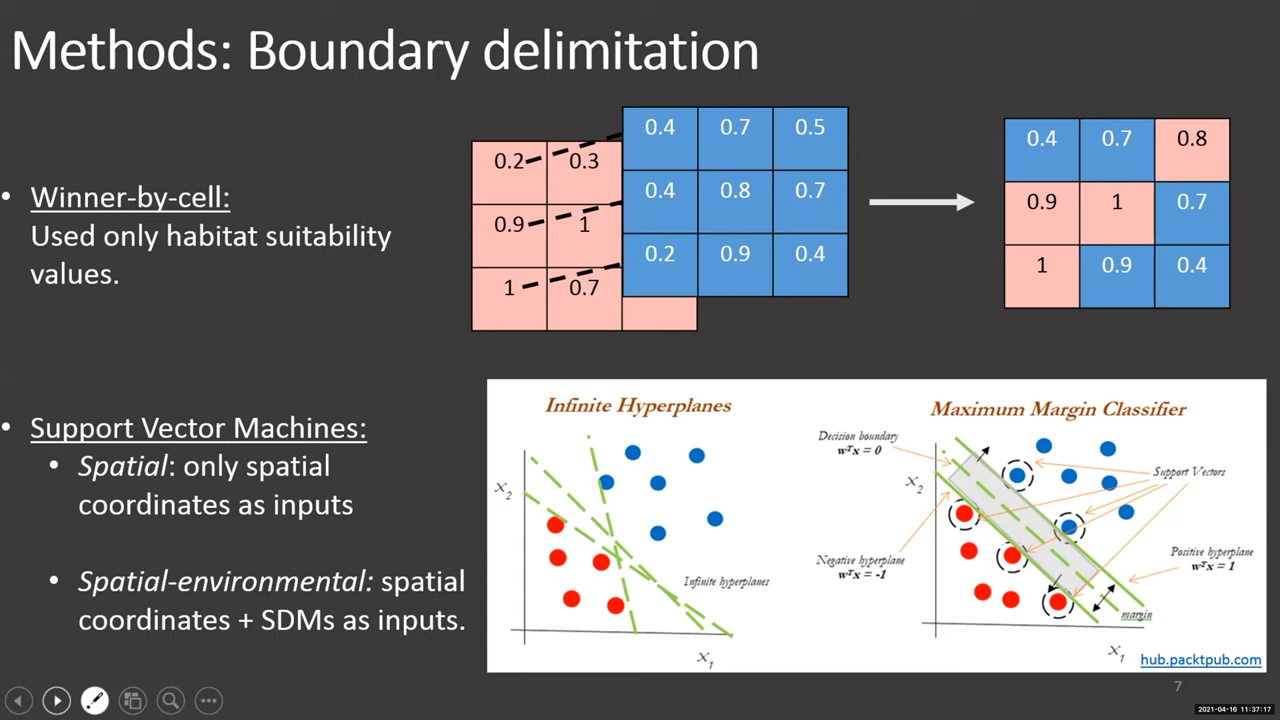 Methods: Boundary delimitation
• Winner-by-cell:
Used only habitat suitability
values.
0.2 0.3
0.9 1
1 0.7
0.4 0.7 0.5
0.4 0.8 0.7
0.2 0.9 0.4
0.4 0.7 0.8
0.9 1 0.7
1 0.9 0.4
• Support Vector Machines:
• Spatial: only spatial
coordinates as inputs
• Spatial-environmental: spatial
coordinates + SDMs as inputs.
Infinite Hyperplanes
X2
Infinite hyperplanes
X1
Maximum Margin Classifier
Decision boundary
wTx = 0
Support Vectors
X2
Negative hyperplane
wTx = -1
Positive hyperplane
wTx = 1
margin
X1
hub.packtpub.com
7
2021-04-16 11:37:17